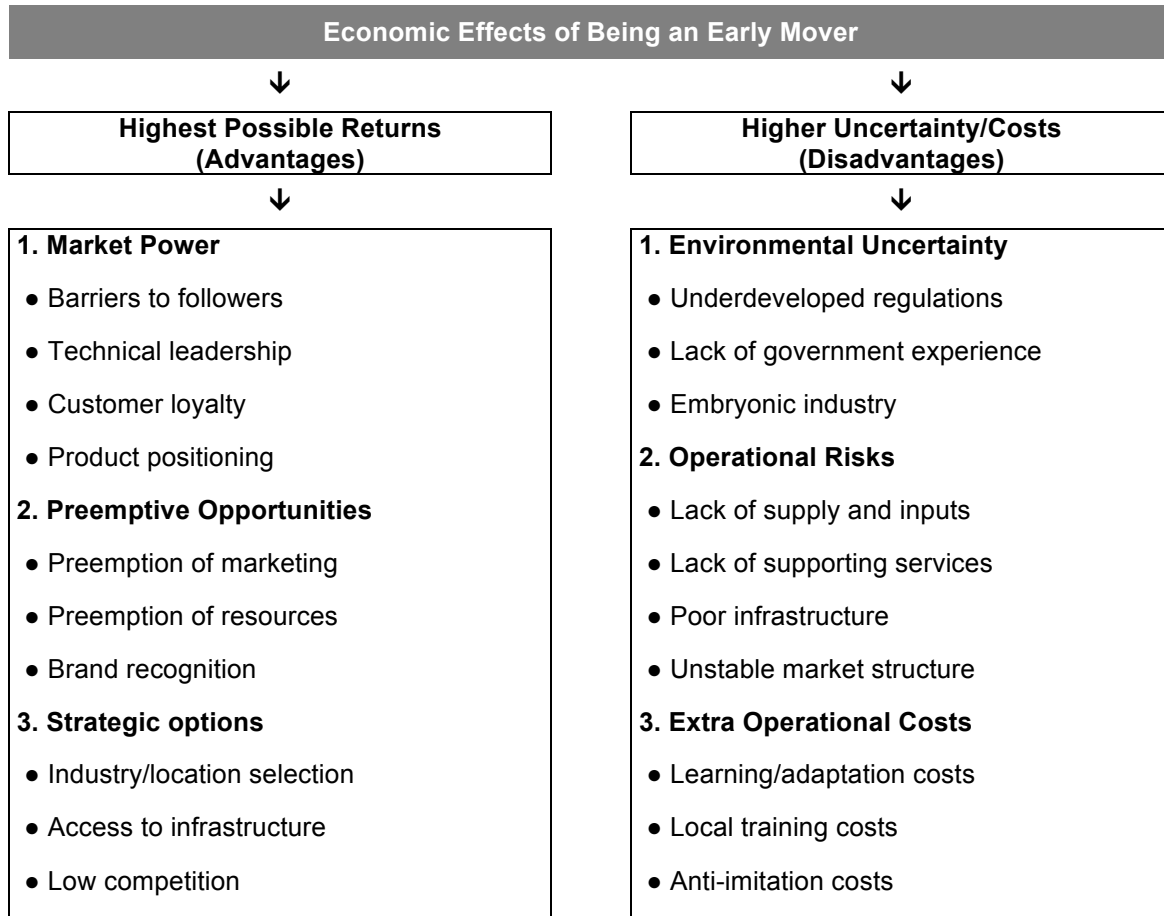 Economic Effects of Being an Early Mover
Highest Possible Returns
(Advantages)
1. Market Power
● Barriers to followers
● Technical leadership
● Customer loyalty
● Product positioning
2. Preemptive Opportunities
● Preemption of marketing
● Preemption of resources
● Brand recognition
3. Strategic options
● Industry/location selection
● Access to infrastructure
● Low competition
Higher Uncertainty/Costs
(Disadvantages)
1. Environmental Uncertainty
● Underdeveloped regulations
● Lack of government experience
● Embryonic industry
2. Operational Risks
● Lack of supply and inputs
● Lack of supporting services
● Poor infrastructure
● Unstable market structure
3. Extra Operational Costs
● Learning/adaptation costs
● Local training costs
● Anti-imitation costs